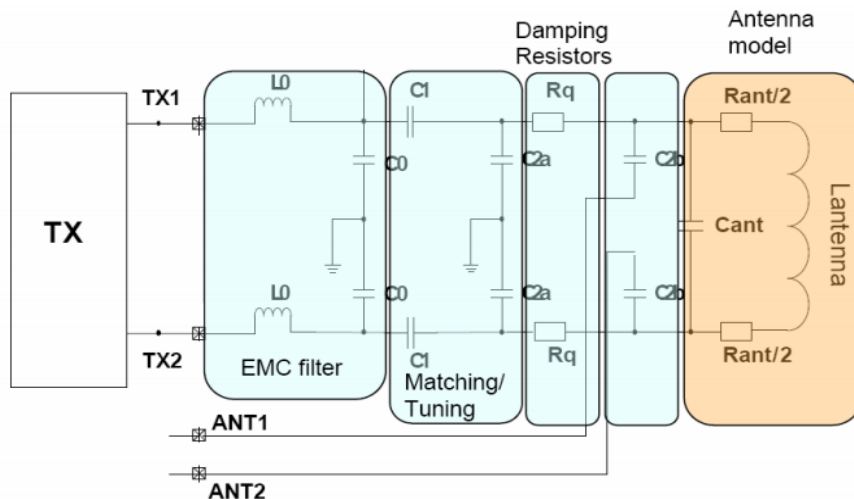 Damping
Resistors
Antenna
model
TX1
L0
C1
Rq
Rant/2
C0
C2a
C2b
TX
Cant
Lantenna
C0
C2a
C2b
L0
TX2
EMC filter
C1
Rq
Rant/2
Matching/
Tuning
ANT1
ANT2